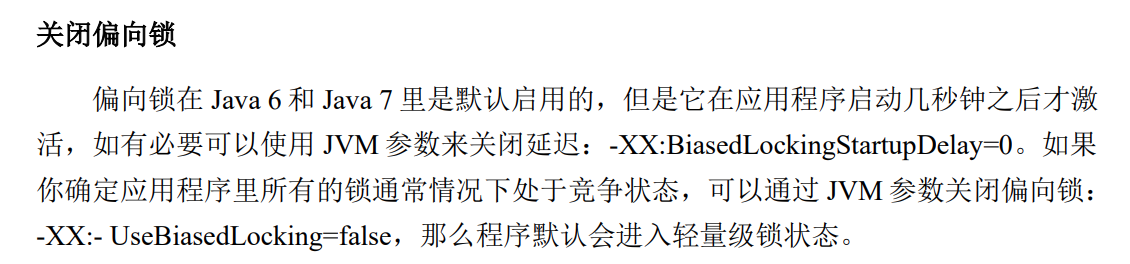 关闭偏向锁
偏向锁在 Java 6 和 Java 7 里是默认启用的，但是它在应用程序启动几秒钟之后才激
活，如有必要可以使用 JVM 参数来关闭延迟：-XX:BiasedLockingStartupDelay=0。如果
你确定应用程序里所有的锁通常情况下处于竞争状态，可以通过 JVM 参数关闭偏向锁：
-XX:- UseBiasedLocking=false，那么程序默认会进入轻量级锁状态。